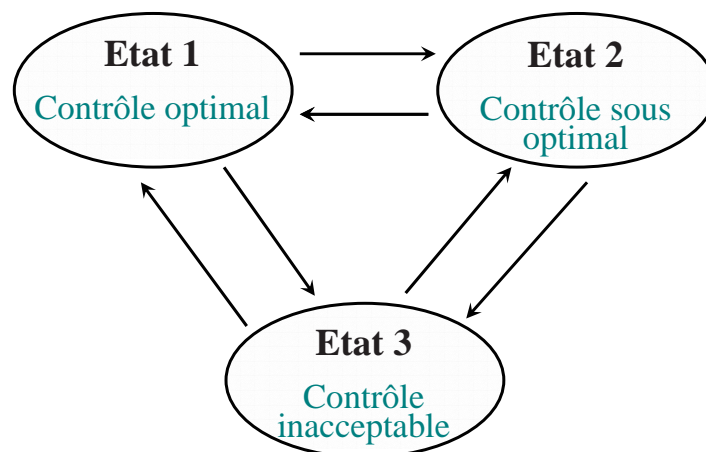 Etat 1
Contrôle optimal
Etat 2
Contrôle sous
optimal
Etat 3
Contrôle
inacceptable